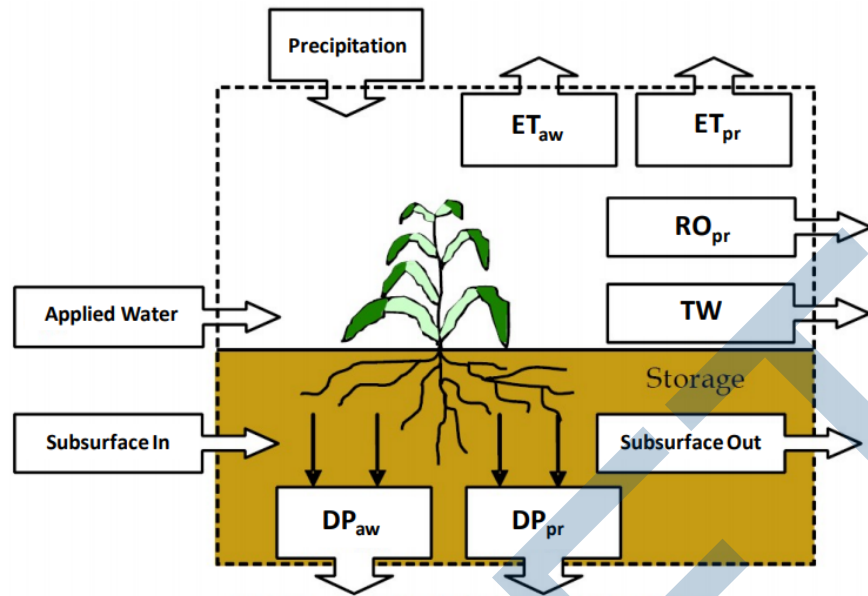 Precipitation
ETaw
ETpr
ROpr
Applied Water
TW
Storage
Subsurface In
Subsurface Out
DPaw
DPpr